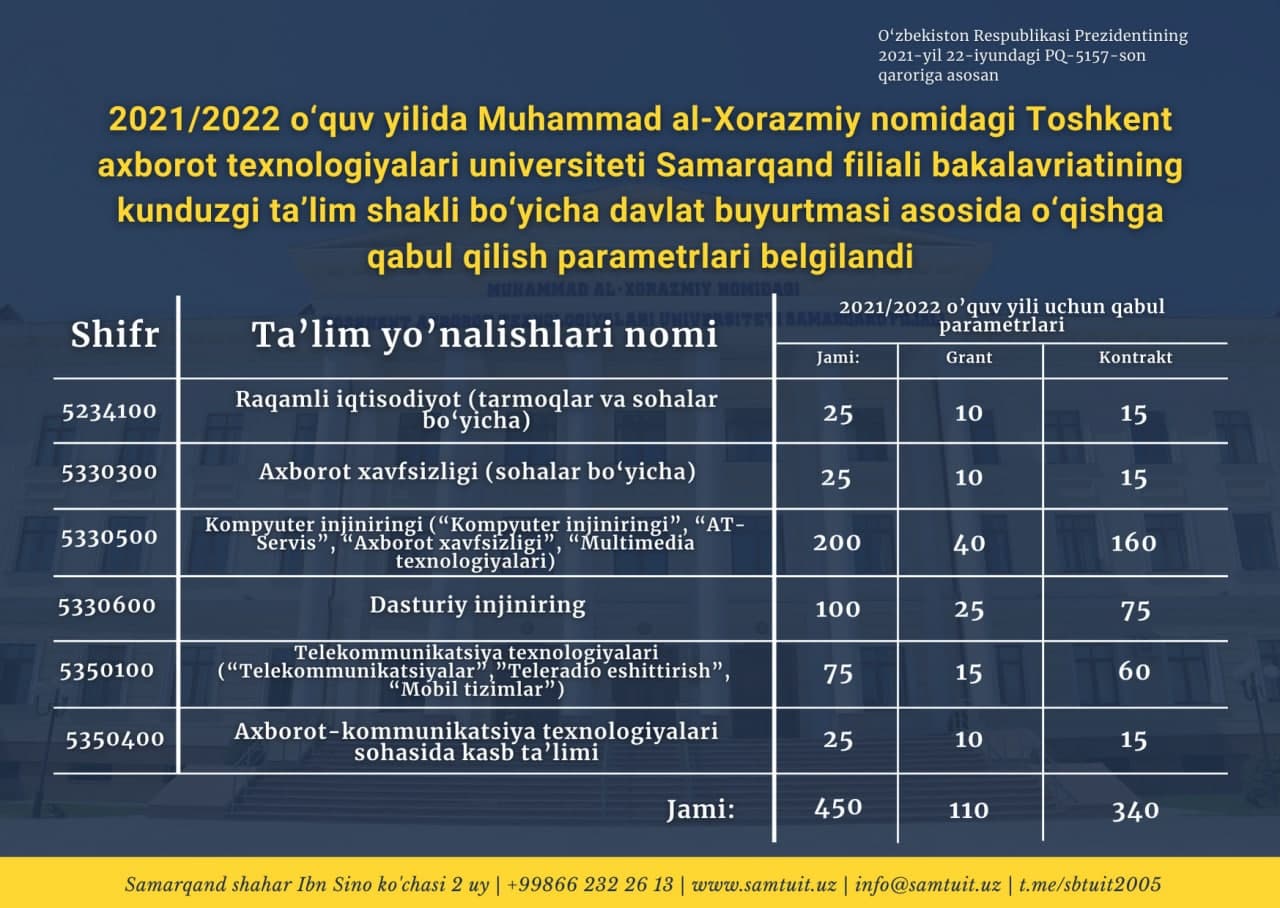 O‘zbekiston Respublikasi Prezidentining
2021-yil 22-iyundagi PQ-5157-son
qaroriga asosan
2021/2022 o‘quv yilida Muhammad al-Xorazmiy nomidagi Toshkent
axborot texnologiyalari universiteti Samarqand filiali bakalavriatining
kunduzgi ta’lim shakli bo‘yicha davlat buyurtmasi asosida o‘qishga
qabul qilish parametrlari belgilandi
MUHAMMAD AL-XORAZMIY NOMIDAGI
Shifr
Ta’lim yo’nalishlari nomi
2021/2022 o’quv yili uchun qabul
parametrlari
Jami: Grant Kontrakt
5234100 Raqamli iqtisodiyot (tarmoqlar va sohalar
bo‘yicha) 25 10 15
5330300 Axborot xavfsizligi (sohalar bo‘yicha) 25 10 15
5330500 Kompyuter injiniringi (“Kompyuter injiniringi”, “AT-
Servis”, “Axborot xavfsizligi”, “Multimedia
texnologiyalari) 200 40 160
5330600 Dasturiy injiniring 100 25 75
5350100 Telekommunikatsiya texnologiyalari
(“Telekommunikatsiyalar”,”Teleradio eshittirish”,
“Mobil tizimlar”) 75 15 60
5350400 Axborot-kommunikatsiya texnologiyalari
sohasida kasb ta’limi 25 10 15
Jami: 450 110 340
Samarqand shahar Ibn Sino ko'chasi 2 uy | +99866 232 26 13 | www.samtuit.uz | info@samtuit.uz | t.me/sbtuit2005